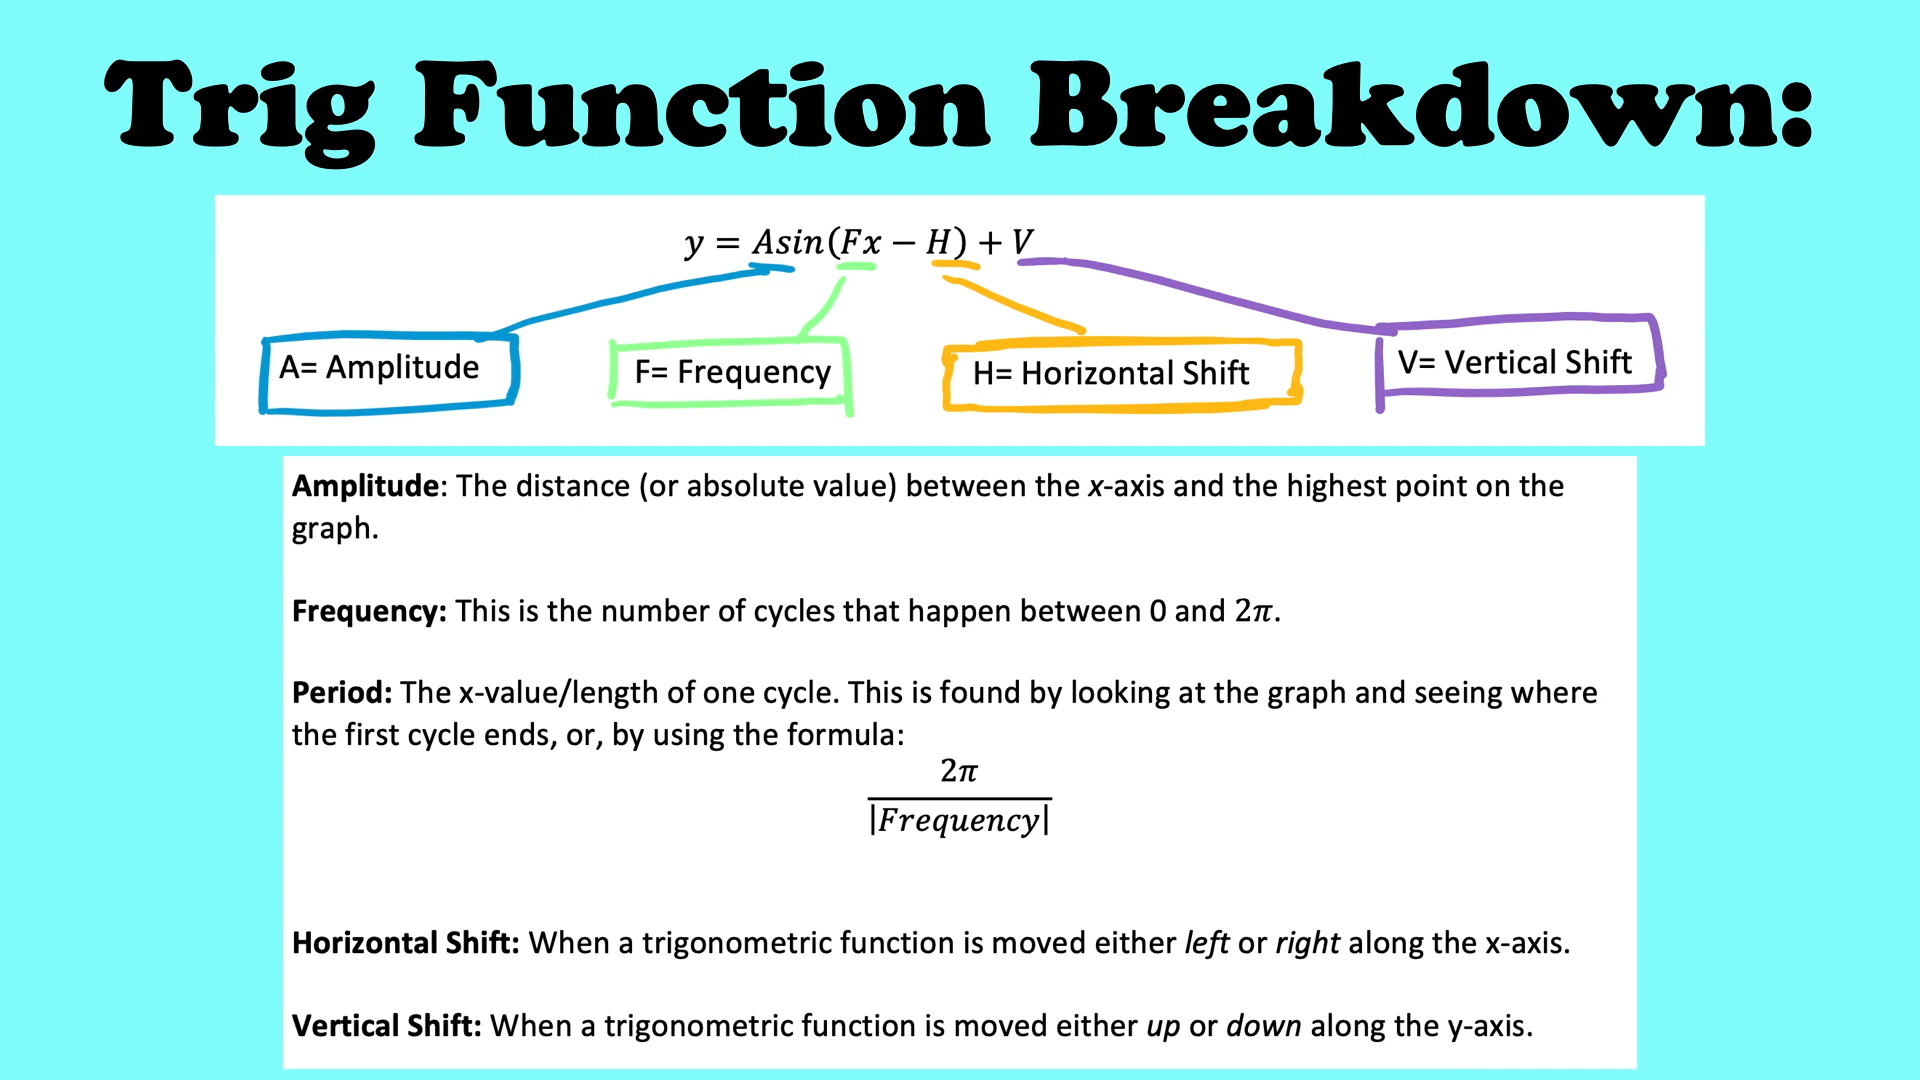 Trig Function Breakdown:
y = Asin(Fx − H) + V
A= Amplitude
F= Frequency
H= Horizontal Shift
V= Vertical Shift
Amplitude: The distance (or absolute value) between the x-axis and the highest point on the
graph.
Frequency: This is the number of cycles that happen between 0 and 2π.
Period: The x-value/length of one cycle. This is found by looking at the graph and seeing where
the first cycle ends, or, by using the formula:
2π
|Frequency|
Horizontal Shift: When a trigonometric function is moved either left or right along the x-axis.
Vertical Shift: When a trigonometric function is moved either up or down along the y-axis.